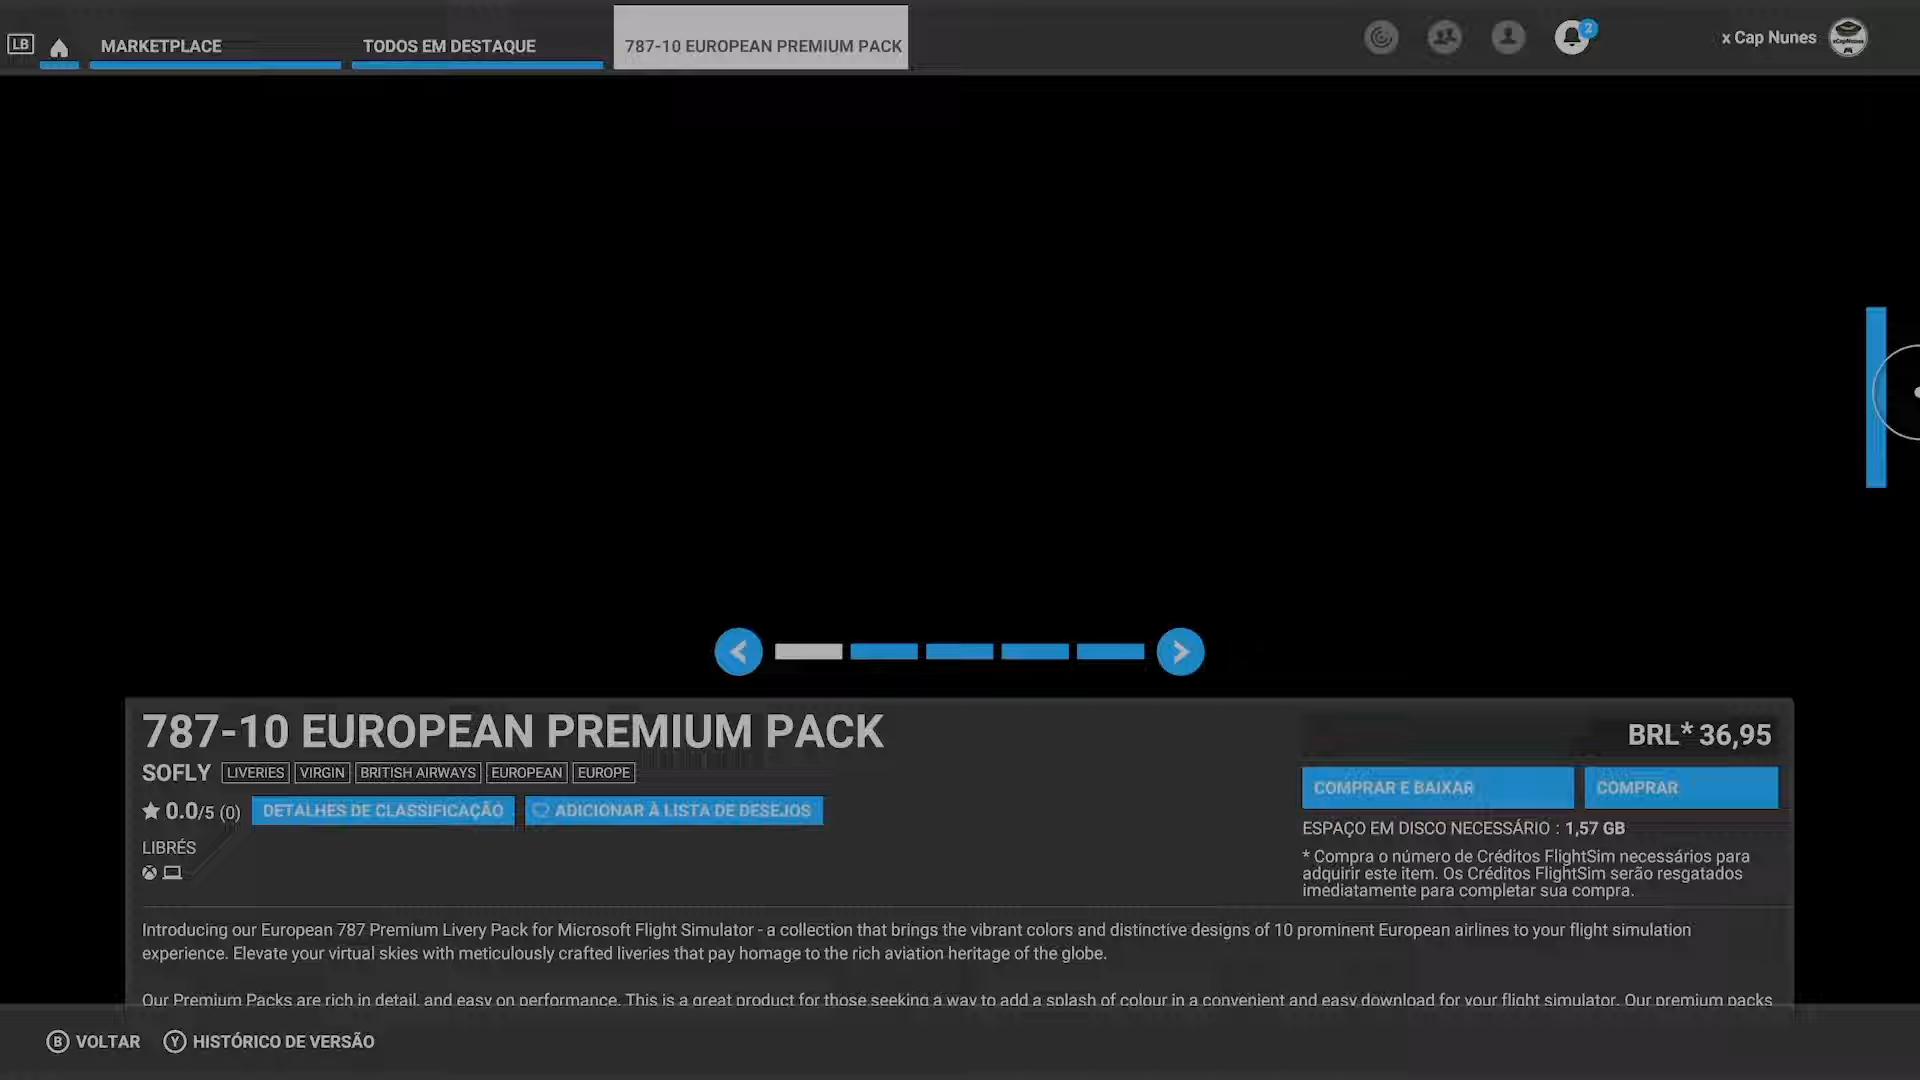 LB
MARKETPLACE
TODOS EM DESTAQUE
787-10 EUROPEAN PREMIUM PACK
2
x Cap Nunes
787-10 EUROPEAN PREMIUM PACK
BRL* 36,95
SOFLY LIVERIES VIRGIN BRITISH AIRWAYS EUROPEAN EUROPE
COMPRAR E BAIXAR
COMPRAR
0.0/5 (0) DETALHES DE CLASSIFICAÇÃO ADICIONAR À LISTA DE DESEJOS
ESPAÇO EM DISCO NECESSÁRIO : 1,57 GB
LIBRÉS
* Compra o número de Créditos FlightSim necessários para
adquirir este item. Os Créditos FlightSim serão resgatados
imediatamente para completar sua compra.
Introducing our European 787 Premium Livery Pack for Microsoft Flight Simulator - a collection that brings the vibrant colors and distinctive designs of 10 prominent European airlines to your flight simulation
experience. Elevate your virtual skies with meticulously crafted liveries that pay homage to the rich aviation heritage of the globe.
Our Premium Packs are rich in detail, and easy on performance. This is a great product for those seeking a way to add a splash of colour in a convenient and easy download for your flight simulator. Our premium packs
B VOLTAR
Y HISTÓRICO DE VERSÃO